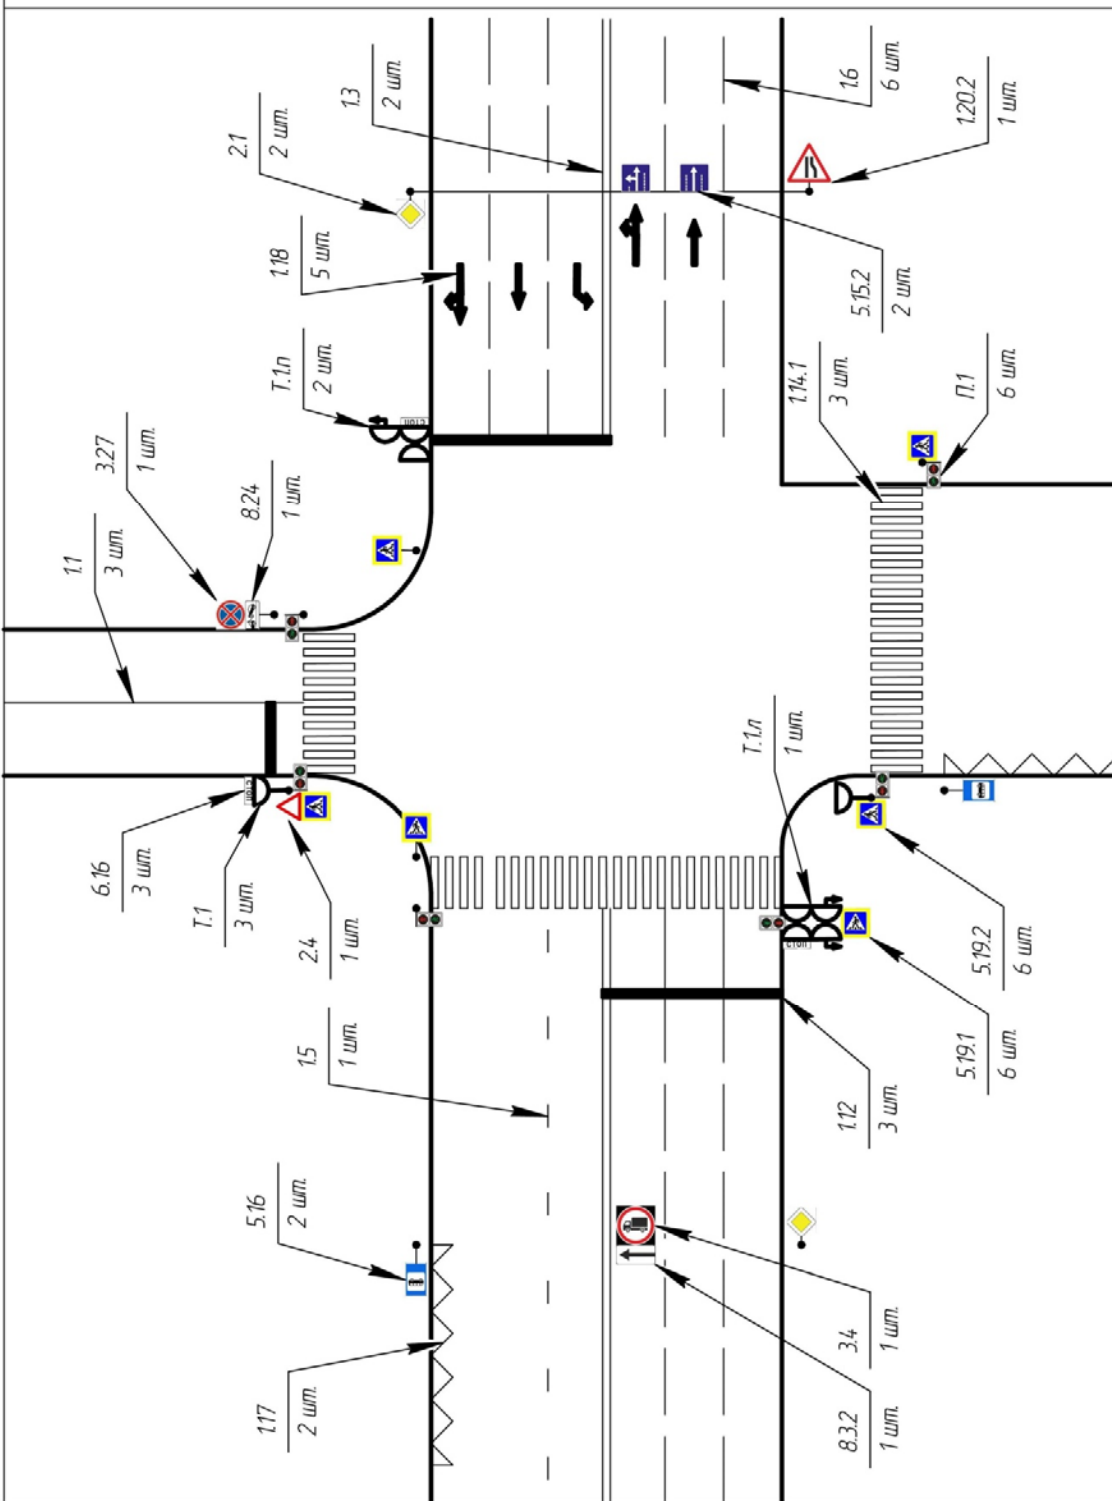 1.3
2 шт.
1.6
6 шт.
2.1
2 шт.
1.20.2
1 шт.
1.18
5 шт.
5.15.2
2 шт.
Т.1.п
2 шт.
1.14.1
3 шт.
П.1
6 шт.
3.27
1 шт.
СТОП
8.24
1 шт.
1.1
3 шт.
Т.1.л
1 шт.
СТОП
6.16
3 шт.
Т.1
3 шт.
2.4
1 шт.
СТОП
5.19.2
6 шт.
1.5
1 шт.
5.19.1
6 шт.
1.12
3 шт.
5.16
2 шт.
3.4
1 шт.
1.17
2 шт.
8.3.2
1 шт.